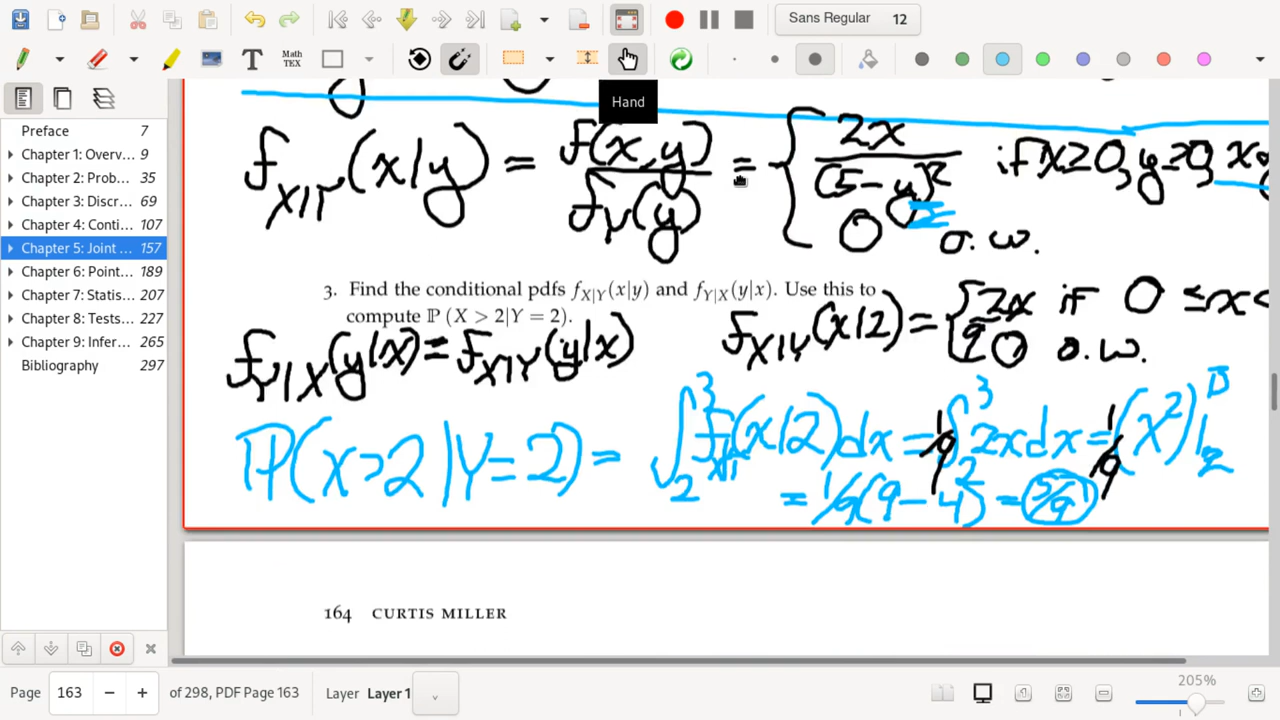 Sans Regular 12
T Math TEX
Hand
Preface 7
Chapter 1: Overv... 9
Chapter 2: Prob... 35
Chapter 3: Discr... 69
Chapter 4: Conti... 107
Chapter 5: Joint ... 157
Chapter 6: Point... 189
Chapter 7: Statis... 207
Chapter 8: Tests... 227
Chapter 9: Infer... 265
Bibliography 297
f_{X|Y}(x|y) = f(x,y) / f_Y(y) = { 2x / (5-y)^2 if x≥0, y≥0, x
0 o.w.
3. Find the conditional pdfs f_{X|Y}(x|y) and f_{Y|X}(y|x). Use this to
compute ℙ (X > 2|Y = 2).
f_{X|Y}(x|2) = { 2x/9 if 0 ≤ x <
0 o.w.
f_{Y|X}(y|x) = f_{X|Y}(y|x)
ℙ(X>2|Y=2) = ∫_2^3 f_{X|Y}(x|2)dx = 1/9 ∫_2^3 2xdx = 1/9 (x^2)|_2^3
= 1/9(9-4) = 5/9
164 CURTIS MILLER
Page 163 − + of 298, PDF Page 163 Layer Layer 1 205%